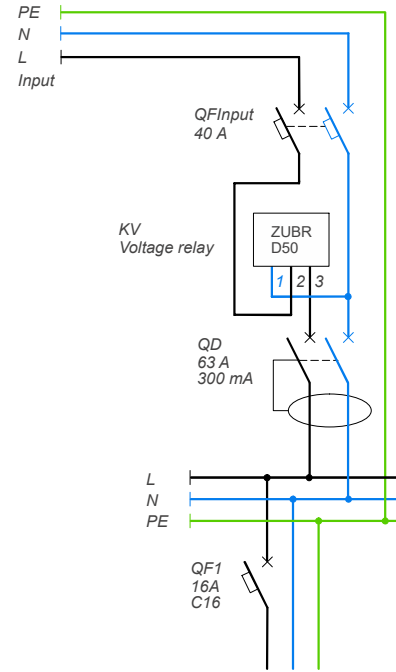 PE
N
L
Input
QFInput
40 A
KV
Voltage relay
ZUBR
D50
1 2 3
QD
63 A
300 mA
L
N
PE
QF1
16A
C16